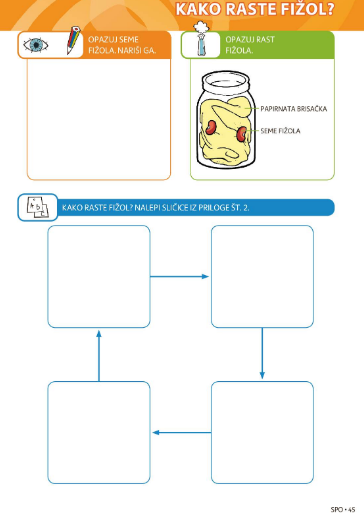 KAKO RASTE FIŽOL?
OPAZUJ SEME
FIŽOLA. NARIŠI GA.
OPAZUJ RAST
FIŽOLA.
PAPIRNATA BRISAČKA
SEME FIŽOLA
KAKO RASTE FIŽOL? NALEPI SLIČICE IZ PRILOGE ŠT. 2.
SPO • 45